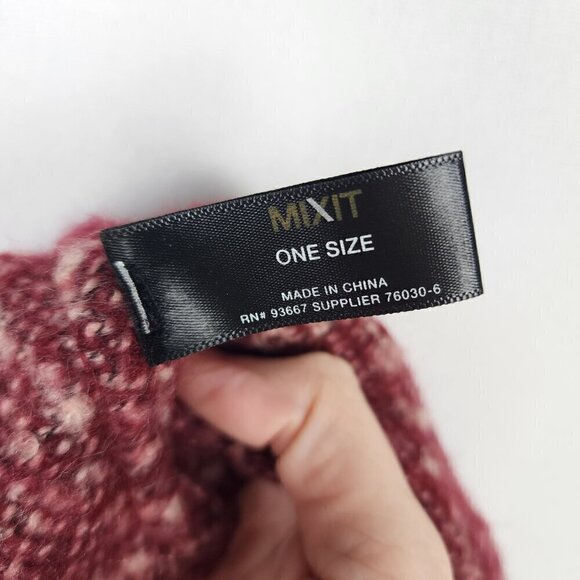 MIXIT
ONE SIZE
MADE IN CHINA
RN# 93667 SUPPLIER 76030-6